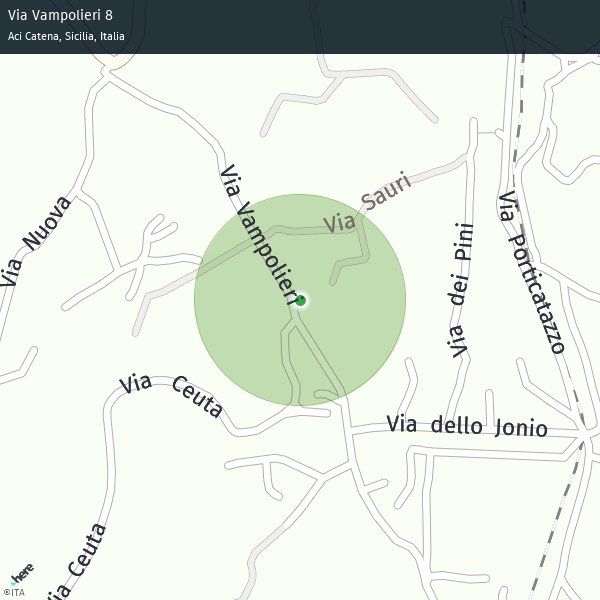 Via Vampolieri 8
Aci Catena, Sicilia, Italia
Via Sauri
Via Vampolieri
Via Nuova
Via dei Pini
Via Porticatazzo
Via Ceuta
Via dello Jonio
Via Ceuta
here
©ITA